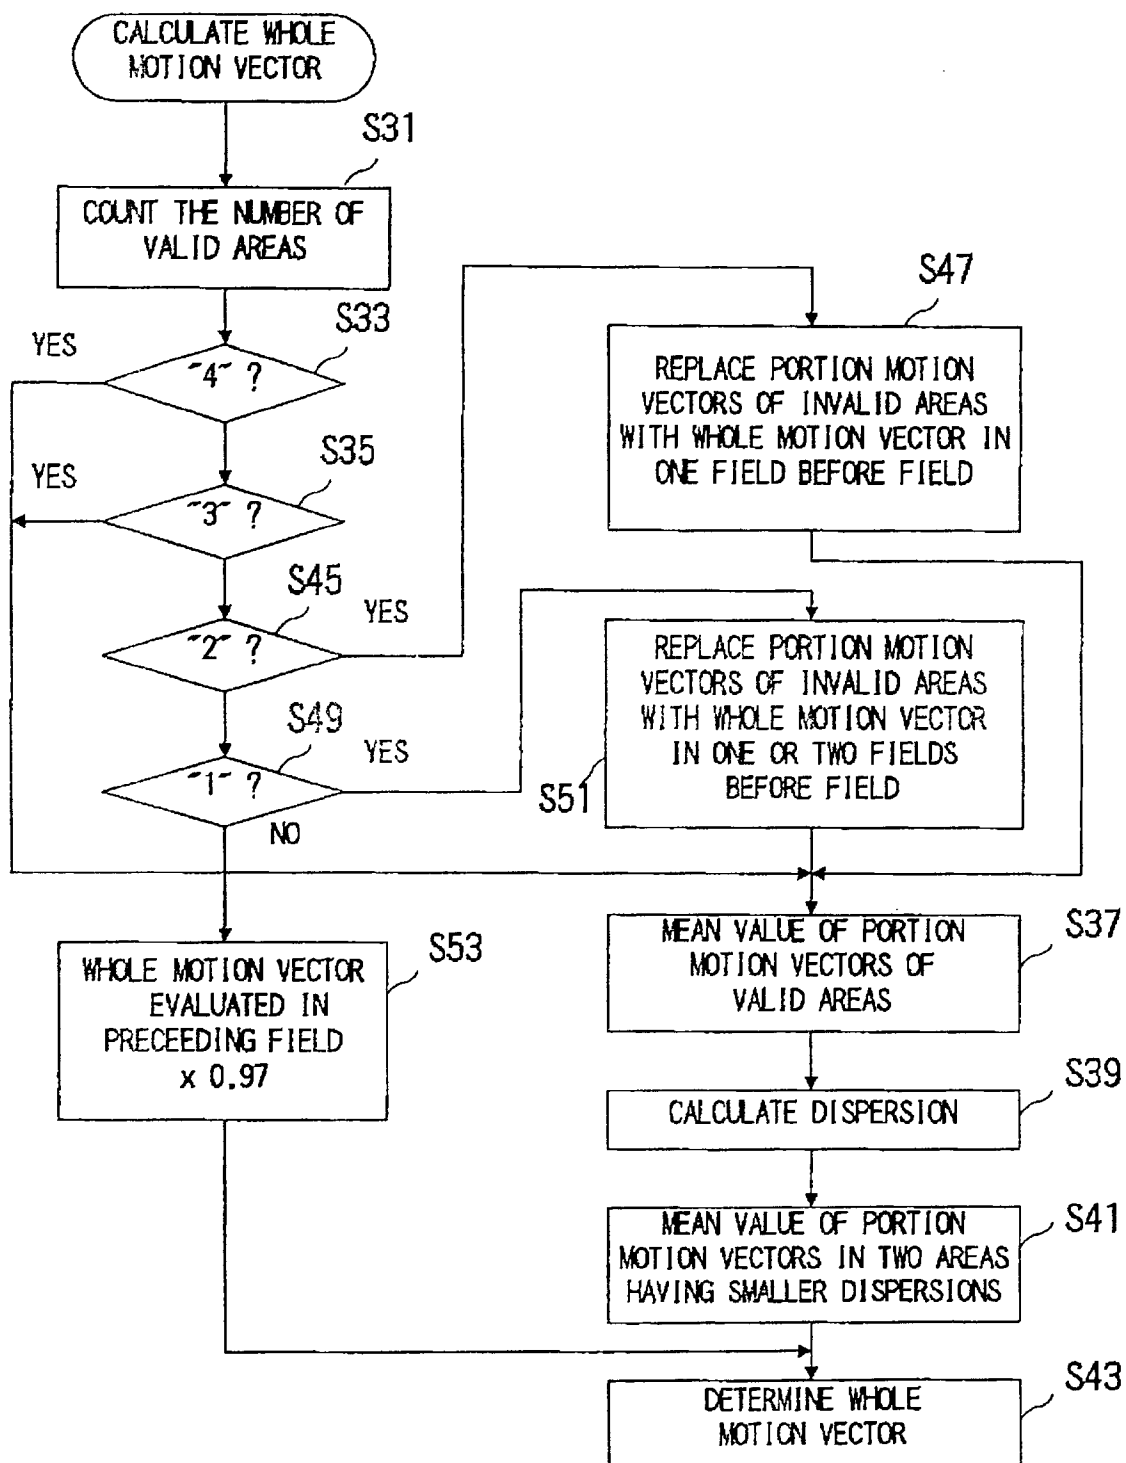 CALCULATE WHOLE
MOTION VECTOR
S31
COUNT THE NUMBER OF
VALID AREAS
S33
YES
"4" ?
S35
YES
"3" ?
S45
YES
"2" ?
S49
YES
"1" ?
NO
S47
REPLACE PORTION MOTION
VECTORS OF INVALID AREAS
WITH WHOLE MOTION VECTOR IN
ONE FIELD BEFORE FIELD
REPLACE PORTION MOTION
VECTORS OF INVALID AREAS
WITH WHOLE MOTION VECTOR
IN ONE OR TWO FIELDS
BEFORE FIELD
S51
S53
WHOLE MOTION VECTOR
EVALUATED IN
PRECEEDING FIELD
x 0.97
S37
MEAN VALUE OF PORTION
MOTION VECTORS OF
VALID AREAS
S39
CALCULATE DISPERSION
S41
MEAN VALUE OF PORTION
MOTION VECTORS IN TWO AREAS
HAVING SMALLER DISPERSIONS
S43
DETERMINE WHOLE
MOTION VECTOR